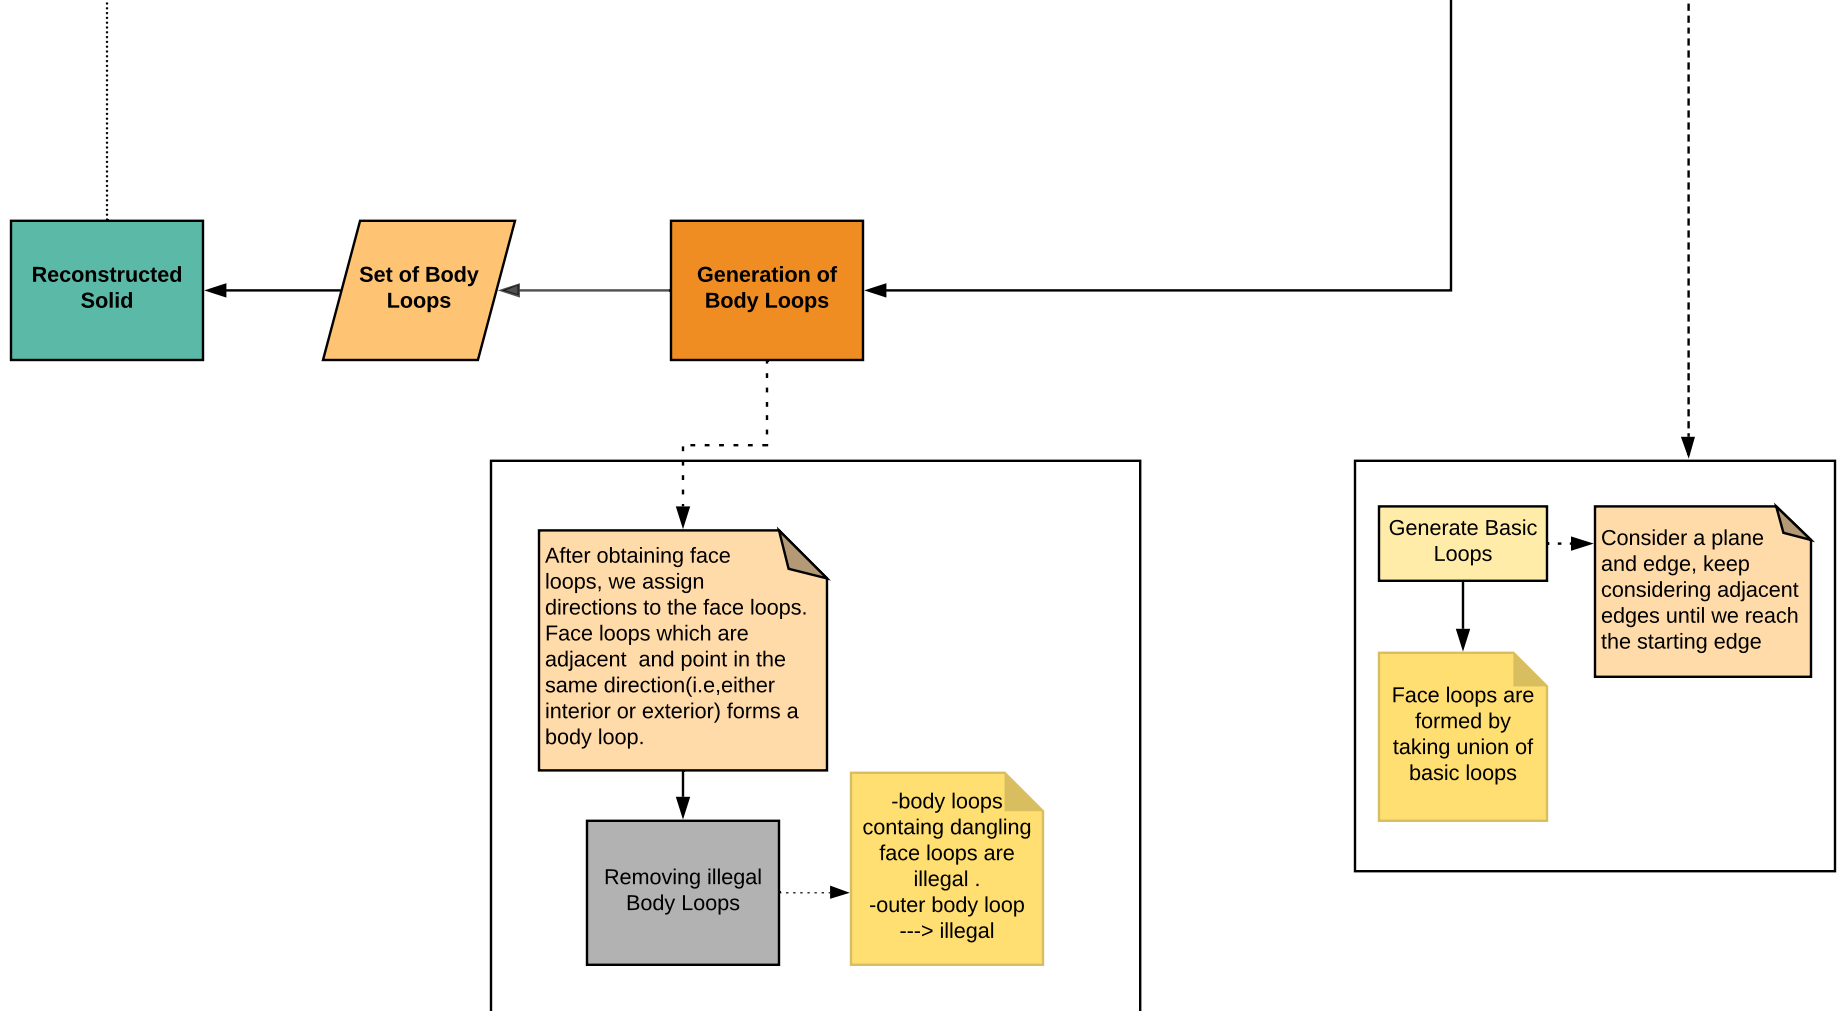 Reconstructed
Solid
Set of Body
Loops
Generation of
Body Loops
After obtaining face
loops, we assign
directions to the face loops.
Face loops which are
adjacent  and point in the
same direction(i.e,either
interior or exterior) forms a
body loop.
Removing illegal
Body Loops
-body loops
containg dangling
face loops are
illegal .
-outer body loop
---> illegal
Generate Basic
Loops
Consider a plane
and edge, keep
considering adjacent
edges until we reach
the starting edge
Face loops are
formed by
taking union of
basic loops